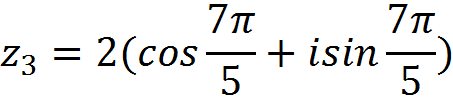 z₃ = 2(cos 7π/5 + isin 7π/5)